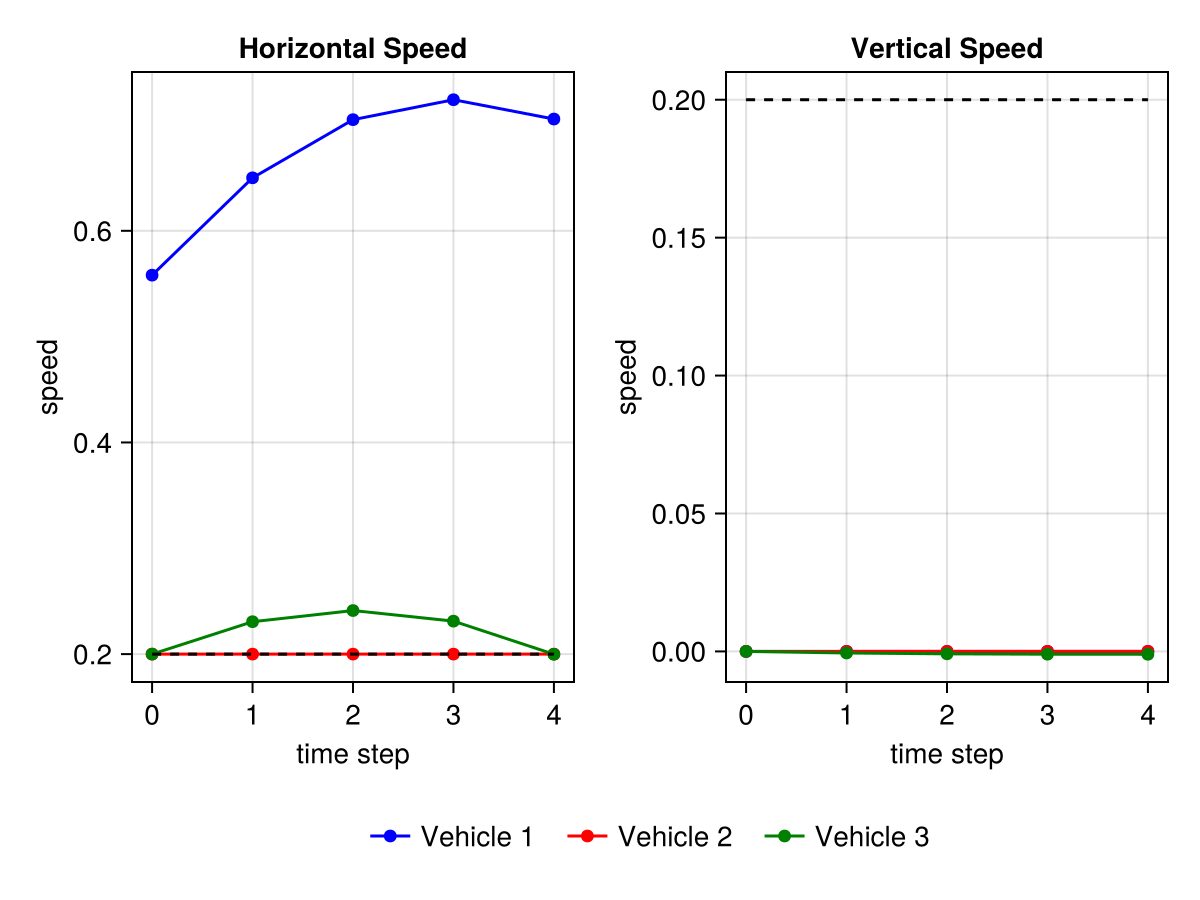 Horizontal Speed
speed
0.6
0.4
0.2
0 1 2 3 4
time step
Vertical Speed
speed
0.20
0.15
0.10
0.05
0.00
0 1 2 3 4
time step
Vehicle 1 Vehicle 2 Vehicle 3